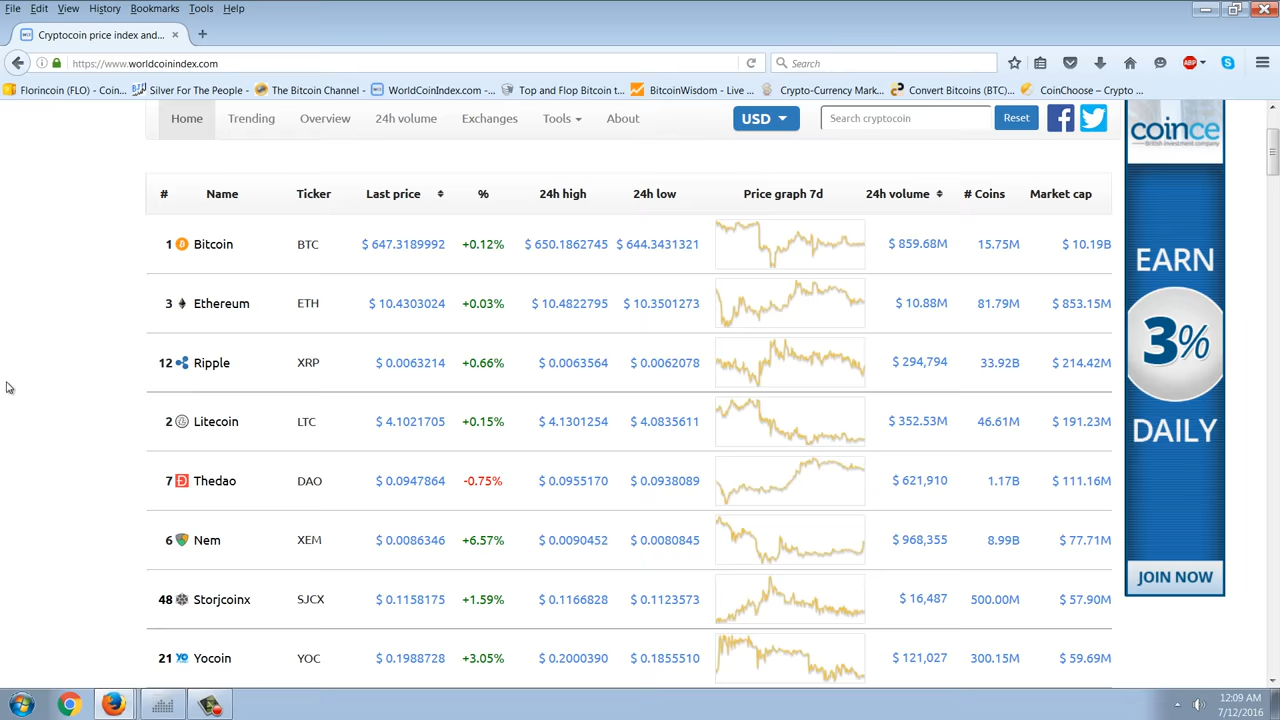 File Edit View History Bookmarks Tools Help
Cryptocoin price index and...
https://www.worldcoinindex.com Search ABP
Florincoin (FLO) - Coin... Silver For The People - ... The Bitcoin Channel - ... WorldCoinIndex.com -... Top and Flop Bitcoin t... BitcoinWisdom - Live ... Crypto-Currency Mark... Convert Bitcoins (BTC)... CoinChoose – Crypto ...
Home Trending Overview 24h volume Exchanges Tools About USD Search cryptocoin Reset
# Name Ticker Last price % 24h high 24h low Price graph 7d 24h volume # Coins Market cap
1 Bitcoin BTC $ 647.3189992 +0.12% $ 650.1862745 $ 644.3431321 $ 859.68M 15.75M $ 10.19B
3 Ethereum ETH $ 10.4303024 +0.03% $ 10.4822795 $ 10.3501273 $ 10.88M 81.79M $ 853.15M
12 Ripple XRP $ 0.0063214 +0.66% $ 0.0063564 $ 0.0062078 $ 294,794 33.92B $ 214.42M
2 Litecoin LTC $ 4.1021705 +0.15% $ 4.1301254 $ 4.0835611 $ 352.53M 46.61M $ 191.23M
7 Thedao DAO $ 0.0947864 -0.75% $ 0.0955170 $ 0.0938089 $ 621,910 1.17B $ 111.16M
6 Nem XEM $ 0.0086346 +6.57% $ 0.0090452 $ 0.0080845 $ 968,355 8.99B $ 77.71M
48 Storjcoinx SJCX $ 0.1158175 +1.59% $ 0.1166828 $ 0.1123573 $ 16,487 500.00M $ 57.90M
21 Yocoin YOC $ 0.1988728 +3.05% $ 0.2000390 $ 0.1855510 $ 121,027 300.15M $ 59.69M
coince
British investment company
EARN
3%
DAILY
JOIN NOW
12:09 AM
7/12/2016